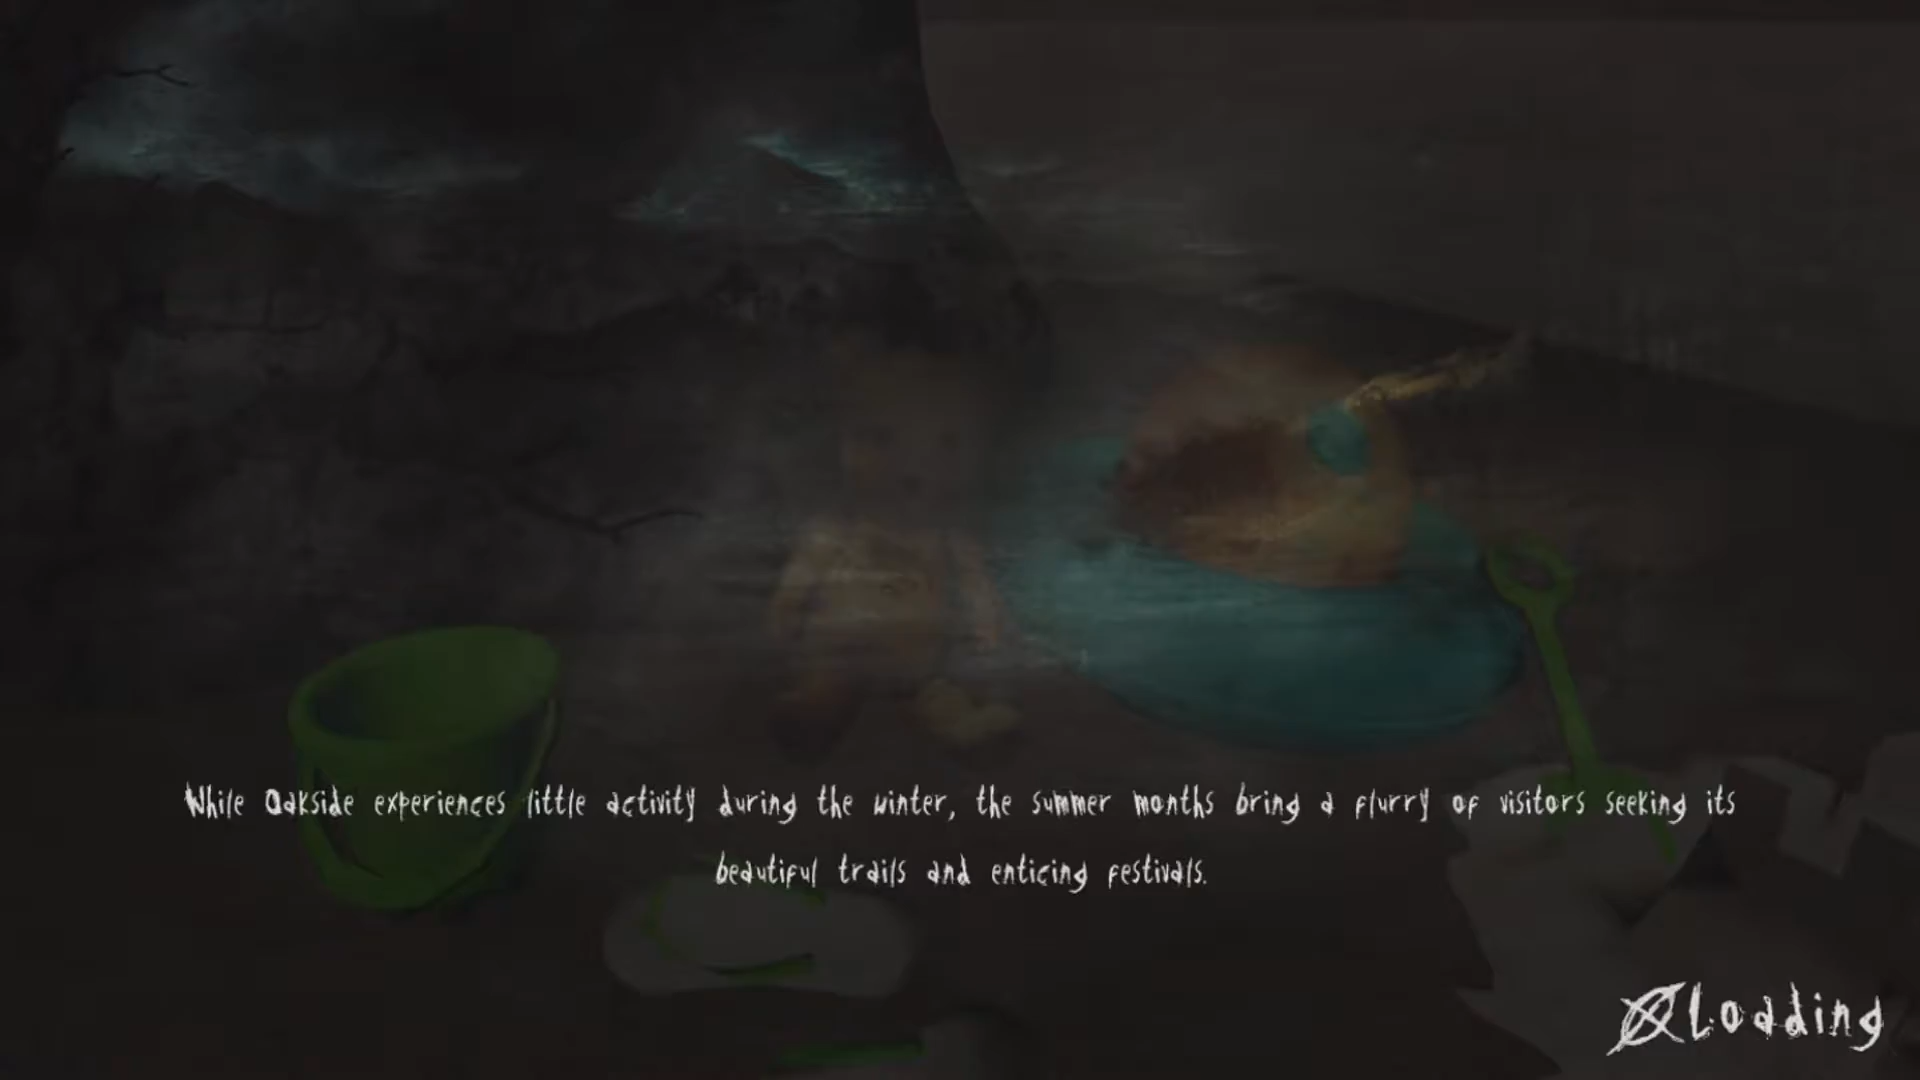 While Oakside experiences little activity during the winter, the summer months bring a flurry of visitors seeking its
beautiful trails and enticing festivals.
Loading